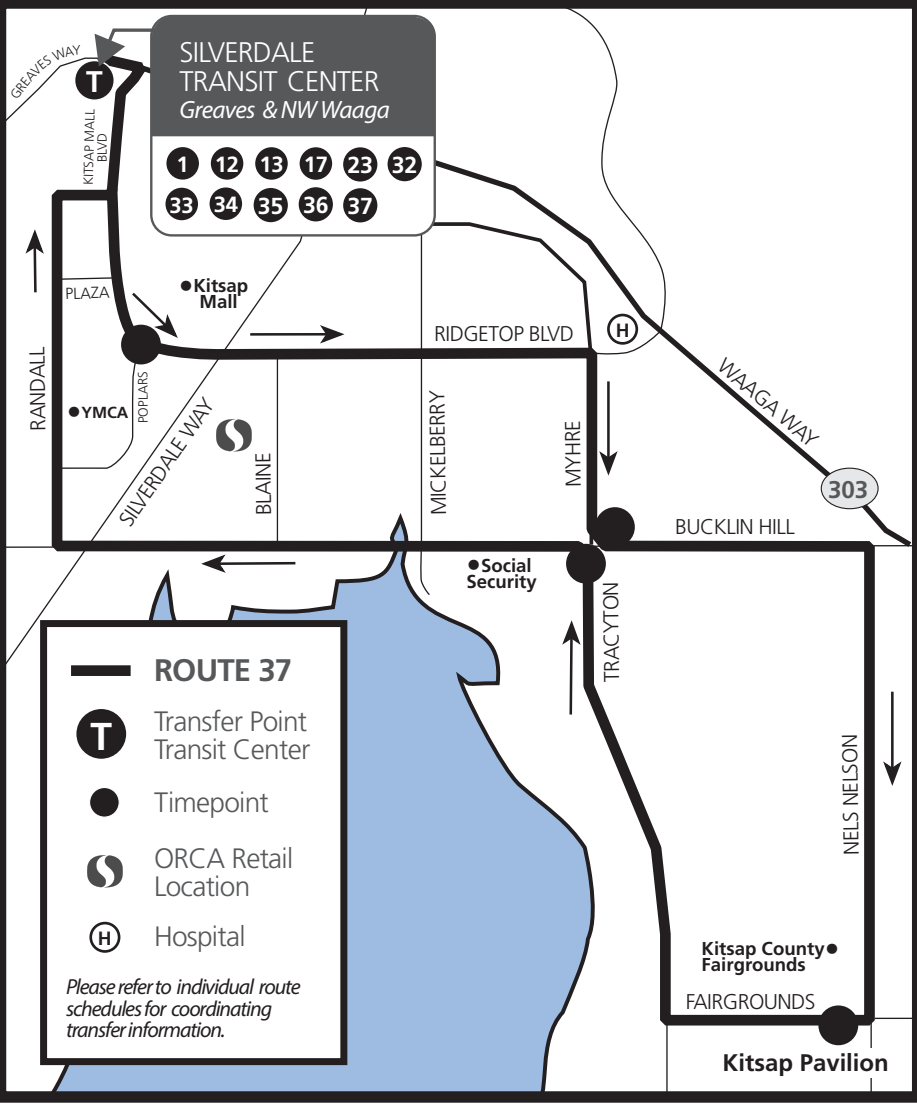 GREAVES WAY
T
KITSAP MALL
BLVD
SILVERDALE
TRANSIT CENTER
Greaves & NW Waaga
1 12 13 17 23 32
33 34 35 36 37
PLAZA
Kitsap
Mall
RIDGETOP BLVD
H
WAAGA WAY
303
RANDALL
YMCA
POPLARS
SILVERDALE WAY
BLAINE
MICKELBERRY
MYHRE
BUCKLIN HILL
Social
Security
TRACYTON
NELS NELSON
ROUTE 37
T
Transfer Point
Transit Center
Timepoint
ORCA Retail
Location
H
Hospital
Please refer to individual route
schedules for coordinating
transfer information.
Kitsap County
Fairgrounds
FAIRGROUNDS
Kitsap Pavilion